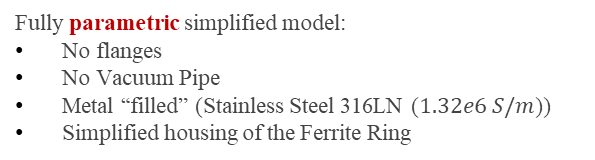 Fully parametric simplified model:
• No flanges
• No Vacuum Pipe
• Metal “filled” (Stainless Steel 316LN (1.32e6 S/m))
• Simplified housing of the Ferrite Ring